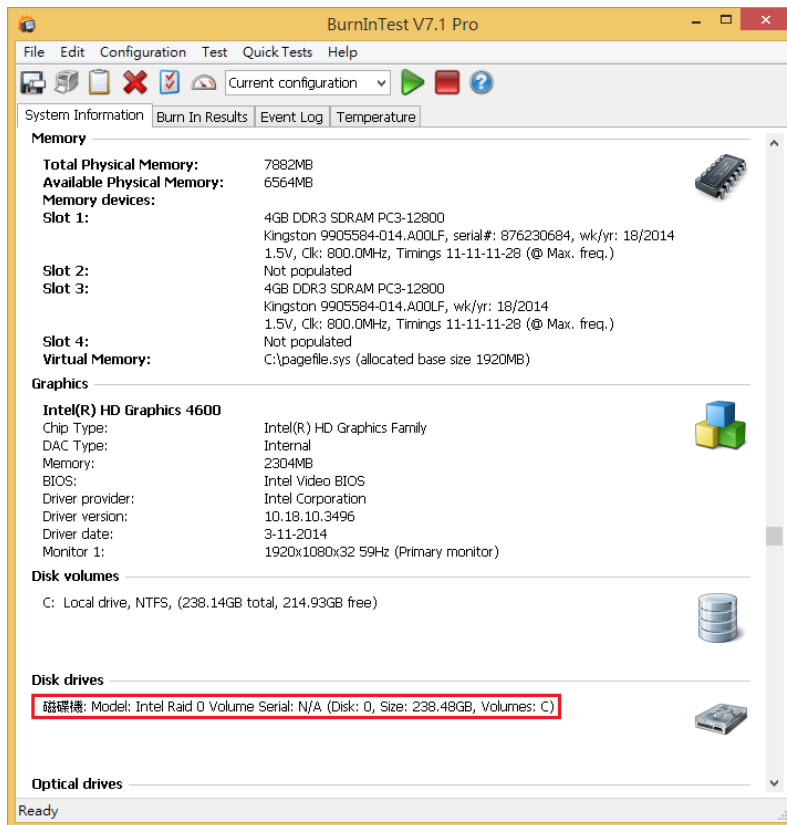 BurnInTest V7.1 Pro
File Edit Configuration Test Quick Tests Help
Current configuration
System Information Burn In Results Event Log Temperature
Memory
Total Physical Memory: 7882MB
Available Physical Memory: 6564MB
Memory devices:
Slot 1: 4GB DDR3 SDRAM PC3-12800
Kingston 9905584-014.A00LF, serial#: 876230684, wk/yr: 18/2014
1.5V, Clk: 800.0MHz, Timings 11-11-11-28 (@ Max. freq.)
Slot 2: Not populated
Slot 3: 4GB DDR3 SDRAM PC3-12800
Kingston 9905584-014.A00LF, wk/yr: 18/2014
1.5V, Clk: 800.0MHz, Timings 11-11-11-28 (@ Max. freq.)
Slot 4: Not populated
Virtual Memory: C:\pagefile.sys (allocated base size 1920MB)
Graphics
Intel(R) HD Graphics 4600
Chip Type: Intel(R) HD Graphics Family
DAC Type: Internal
Memory: 2304MB
BIOS: Intel Video BIOS
Driver provider: Intel Corporation
Driver version: 10.18.10.3496
Driver date: 3-11-2014
Monitor 1: 1920x1080x32 59Hz (Primary monitor)
Disk volumes
C: Local drive, NTFS, (238.14GB total, 214.93GB free)
Disk drives
磁碟機: Model: Intel Raid 0 Volume Serial: N/A (Disk: 0, Size: 238.48GB, Volumes: C)
Optical drives
Ready